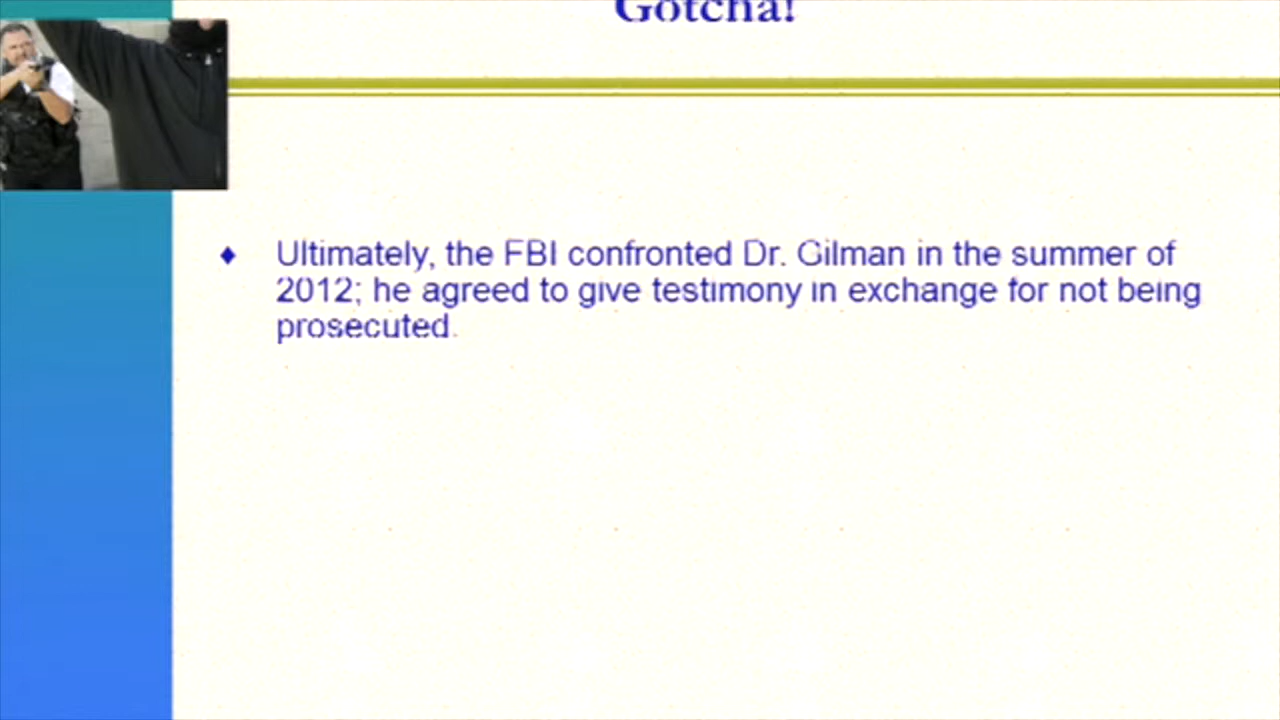 Gotcha!
Ultimately, the FBI confronted Dr. Gilman in the summer of
2012; he agreed to give testimony in exchange for not being
prosecuted.